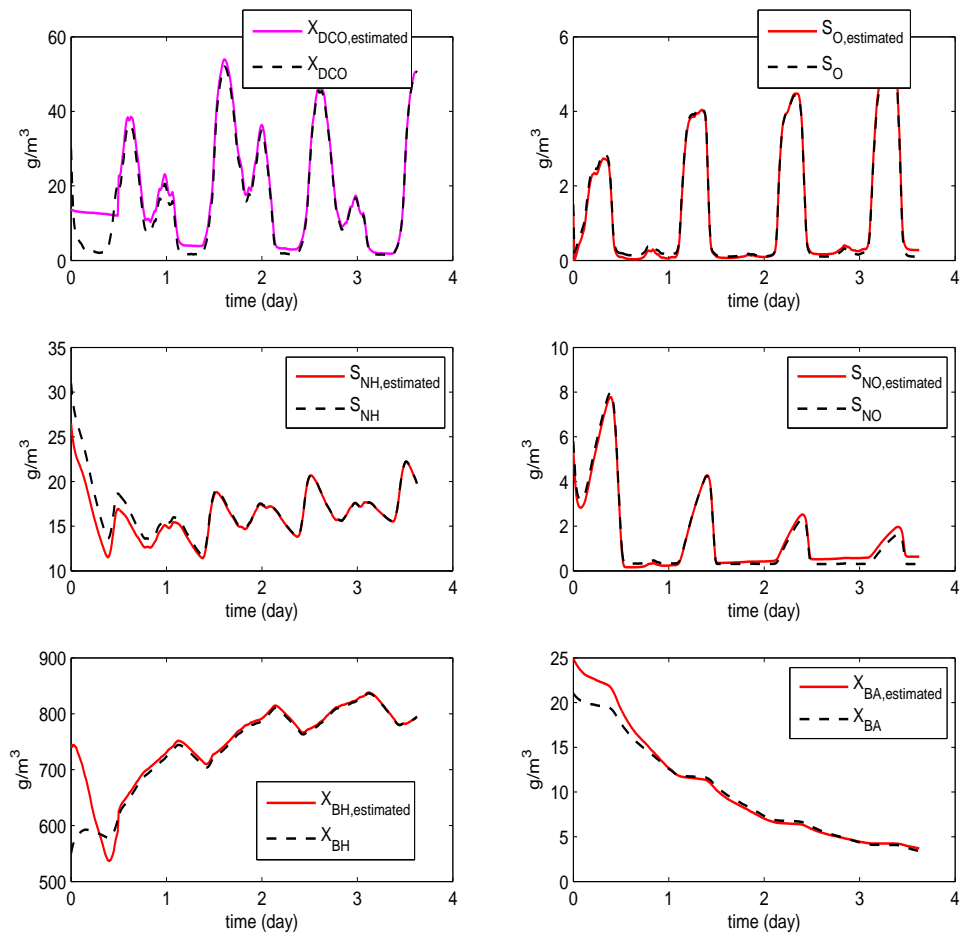 X_DCO,estimated
X_DCO
60
40
20
0
g/m³
0 1 2 3 4
time (day)
S_O,estimated
S_O
6
4
2
0
g/m³
0 1 2 3 4
time (day)
S_NH,estimated
S_NH
35
30
25
20
15
10
g/m³
0 1 2 3 4
time (day)
S_NO,estimated
S_NO
10
8
6
4
2
0
g/m³
0 1 2 3 4
time (day)
X_BH,estimated
X_BH
900
800
700
600
500
g/m³
0 1 2 3 4
time (day)
X_BA,estimated
X_BA
25
20
15
10
5
0
g/m³
0 1 2 3 4
time (day)